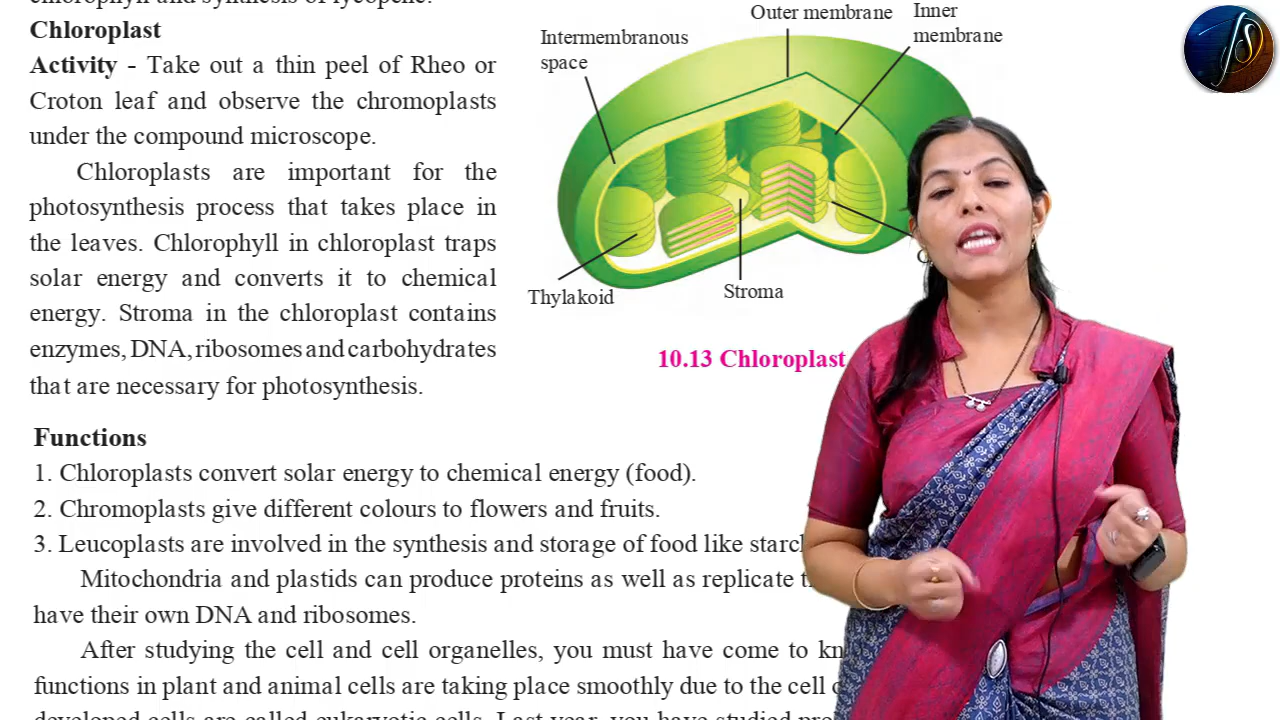 Chloroplast
Activity - Take out a thin peel of Rheo or
Croton leaf and observe the chromoplasts
under the compound microscope.
Chloroplasts are important for the
photosynthesis process that takes place in
the leaves. Chlorophyll in chloroplast traps
solar energy and converts it to chemical
energy. Stroma in the chloroplast contains
enzymes, DNA, ribosomes and carbohydrates
that are necessary for photosynthesis.
Outer membrane
Inner
membrane
Intermembranous
space
Thylakoid
Stroma
10.13 Chloroplast
Functions
1. Chloroplasts convert solar energy to chemical energy (food).
2. Chromoplasts give different colours to flowers and fruits.
3. Leucoplasts are involved in the synthesis and storage of food like
Mitochondria and plastids can produce proteins as well as replicate
have their own DNA and ribosomes.
After studying the cell and cell organelles, you must have come to
functions in plant and animal cells are taking place smoothly due to the cell